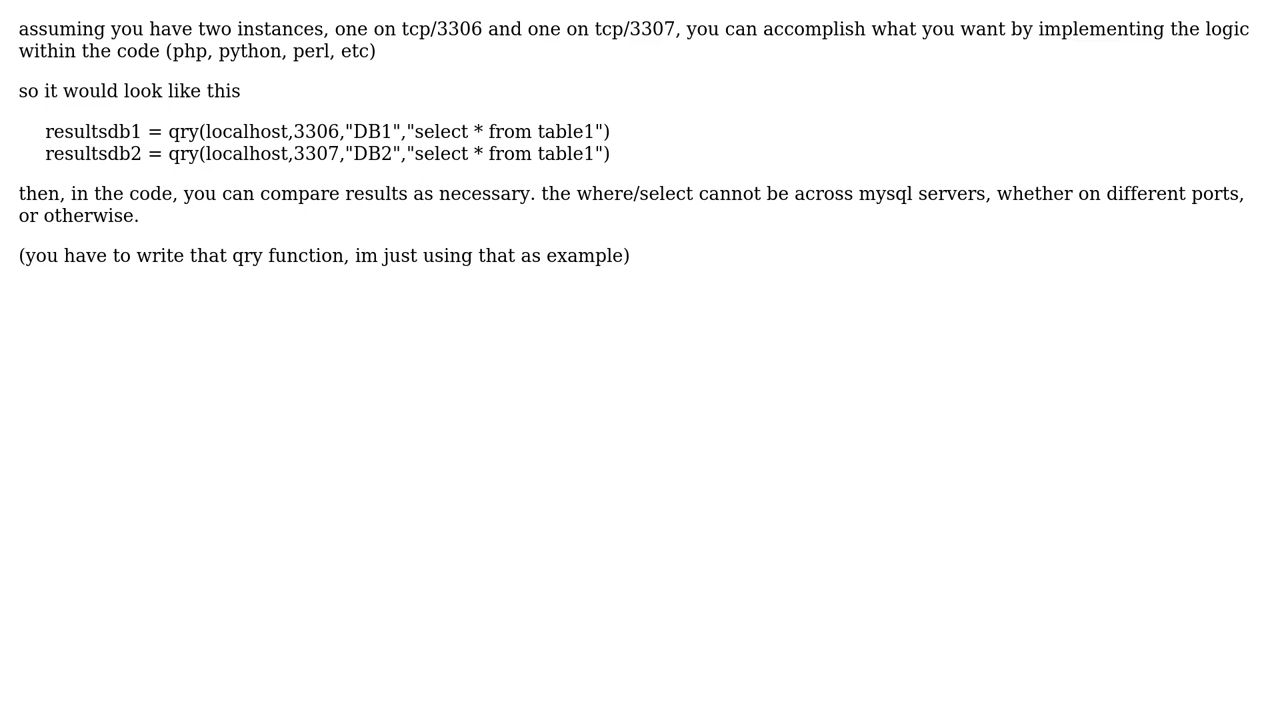 assuming you have two instances, one on tcp/3306 and one on tcp/3307, you can accomplish what you want by implementing the logic
within the code (php, python, perl, etc)
so it would look like this
resultsdb1 = qry(localhost,3306,"DB1","select * from table1")
resultsdb2 = qry(localhost,3307,"DB2","select * from table1")
then, in the code, you can compare results as necessary. the where/select cannot be across mysql servers, whether on different ports,
or otherwise.
(you have to write that qry function, im just using that as example)